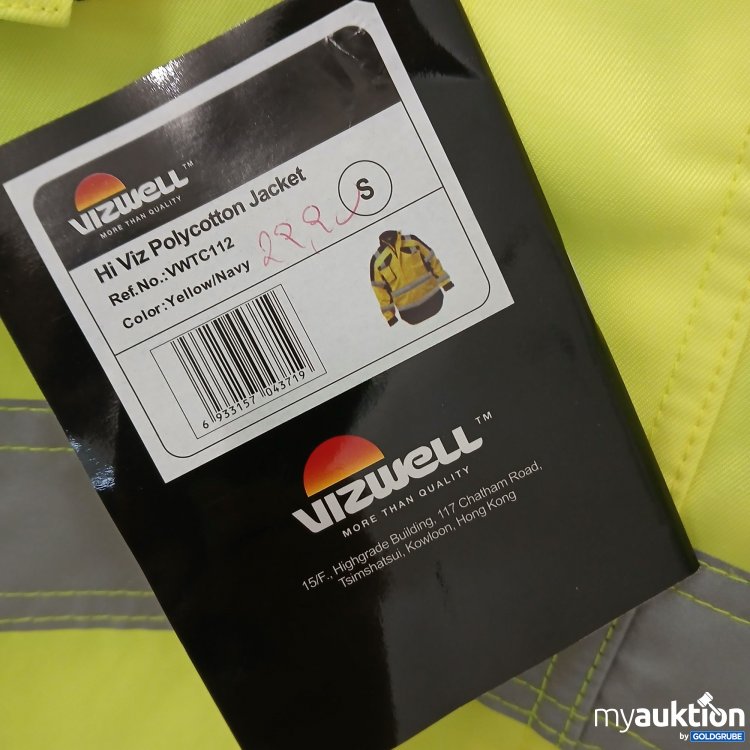 VIZWELL™
MORE THAN QUALITY
Hi Viz Polycotton Jacket
S
Ref.No.:VWTC112
Color:Yellow/Navy
6 933157 043719
VIZWELL™
MORE THAN QUALITY
15/F., Highgrade Building, 117 Chatham Road,
Tsimshatsui, Kowloon, Hong Kong
myauktion
by GOLDGRUBE